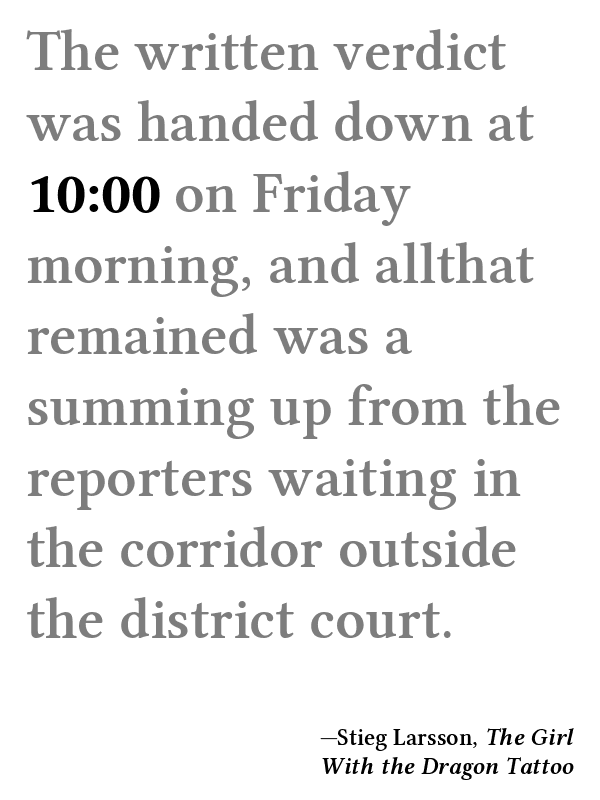 The written verdict
was handed down at
10:00 on Friday
morning, and allthat
remained was a
summing up from the
reporters waiting in
the corridor outside
the district court.
—Stieg Larsson, The Girl
With the Dragon Tattoo